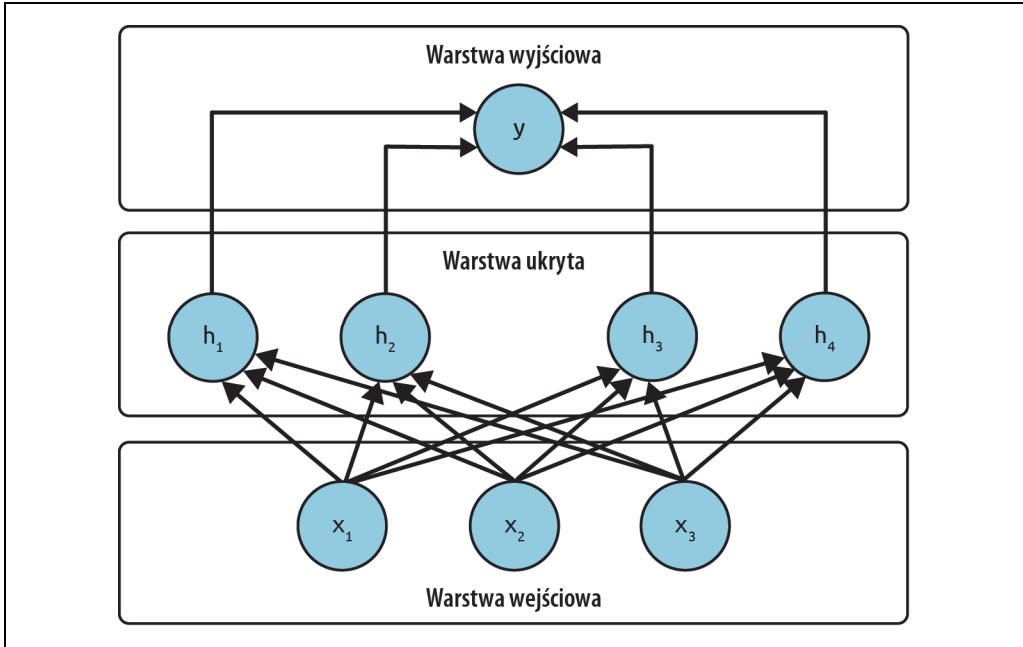 Warstwa wyjściowa
y
Warstwa ukryta
h₁ h₂ h₃ h₄
x₁ x₂ x₃
Warstwa wejściowa